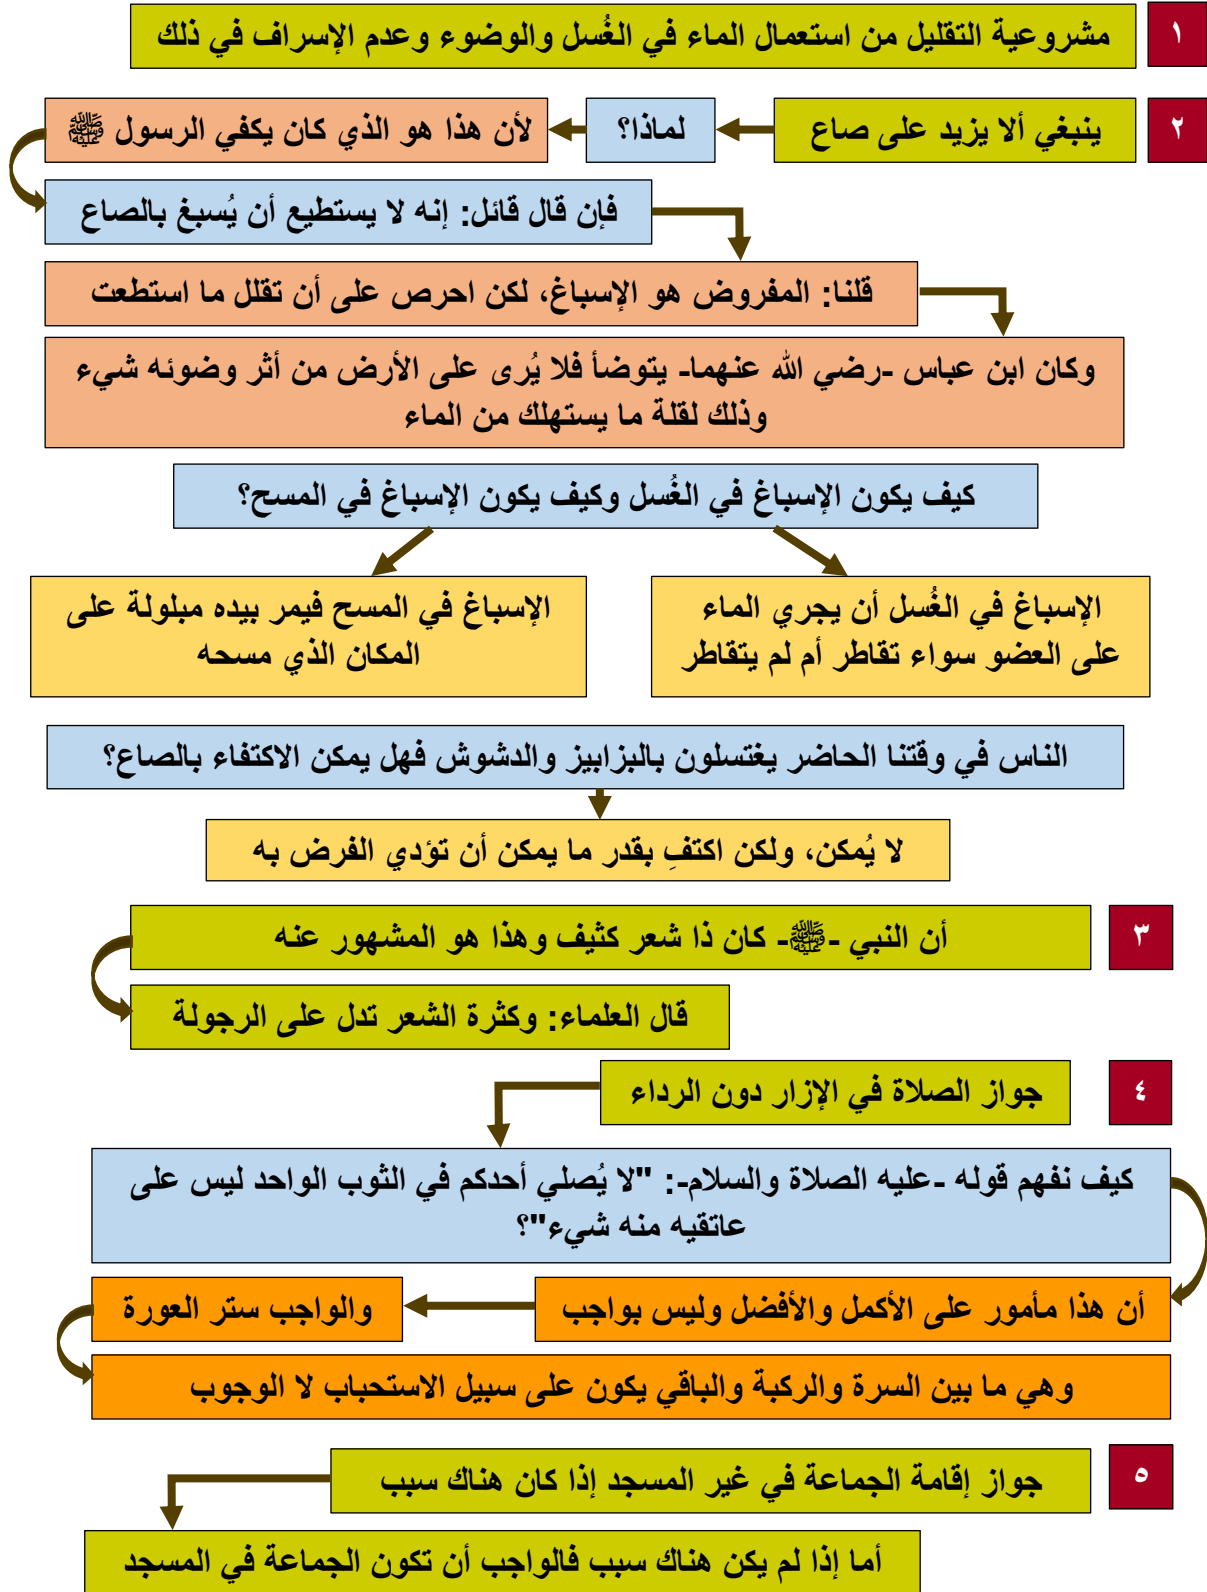 ١
مشروعية التقليل من استعمال الماء في الغُسل والوضوء وعدم الإسراف في ذلك
٢
ينبغي ألا يزيد على صاع
لماذا؟
لأن هذا هو الذي كان يكفي الرسول ﷺ
فإن قال قائل: إنه لا يستطيع أن يُسبغ بالصاع
قلنا: المفروض هو الإسباغ، لكن احرص على أن تقلل ما استطعت
وكان ابن عباس -رضي الله عنهما- يتوضأ فلا يُرى على الأرض من أثر وضوئه شيء
وذلك لقلة ما يستهلك من الماء
كيف يكون الإسباغ في الغُسل وكيف يكون الإسباغ في المسح؟
الإسباغ في الغُسل أن يجري الماء
على العضو سواء تقاطر أم لم يتقاطر
الإسباغ في المسح فيمر بيده مبلولة على
المكان الذي مسحه
الناس في وقتنا الحاضر يغتسلون بالبزابيز والدشوش فهل يمكن الاكتفاء بالصاع؟
لا يُمكن، ولكن اكتفِ بقدر ما يمكن أن تؤدي الفرض به
٣
أن النبي -ﷺ- كان ذا شعر كثيف وهذا هو المشهور عنه
قال العلماء: وكثرة الشعر تدل على الرجولة
٤
جواز الصلاة في الإزار دون الرداء
كيف نفهم قوله -عليه الصلاة والسلام-: "لا يُصلي أحدكم في الثوب الواحد ليس على
عاتقيه منه شيء"؟
أن هذا مأمور على الأكمل والأفضل وليس بواجب
والواجب ستر العورة
وهي ما بين السرة والركبة والباقي يكون على سبيل الاستحباب لا الوجوب
٥
جواز إقامة الجماعة في غير المسجد إذا كان هناك سبب
أما إذا لم يكن هناك سبب فالواجب أن تكون الجماعة في المسجد